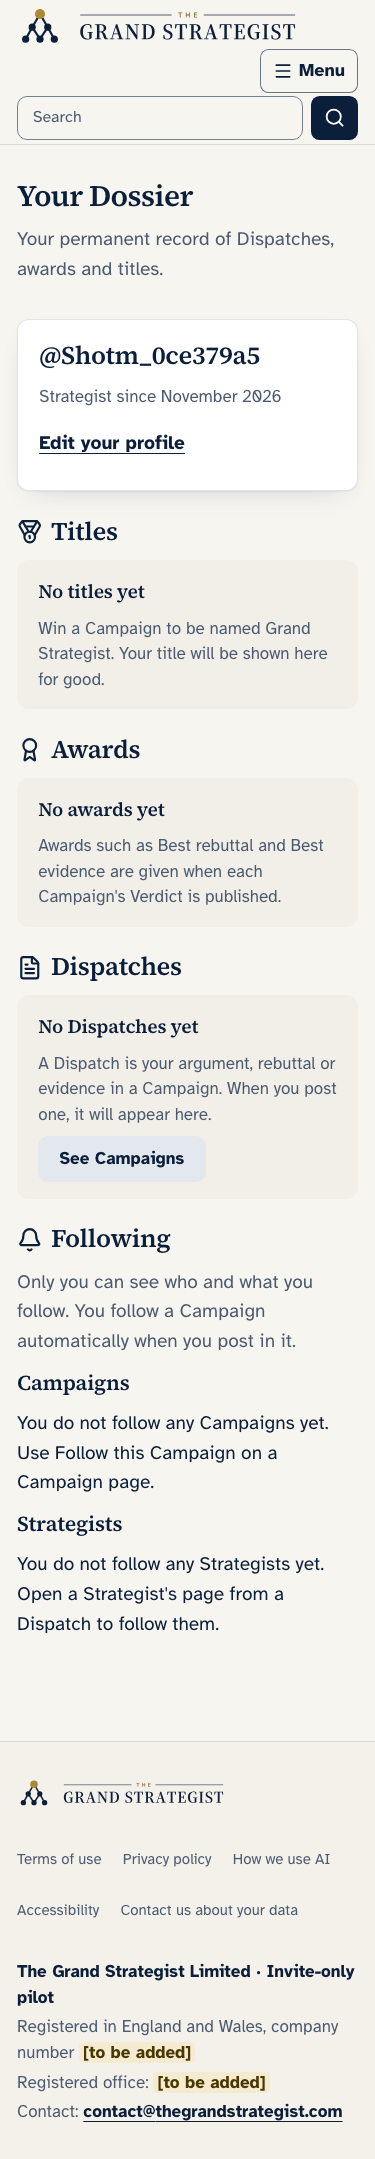 THE
GRAND STRATEGIST
Menu
Search
Your Dossier
Your permanent record of Dispatches,
awards and titles.
@Shotm_0ce379a5
Strategist since November 2026
Edit your profile
Titles
No titles yet
Win a Campaign to be named Grand
Strategist. Your title will be shown here
for good.
Awards
No awards yet
Awards such as Best rebuttal and Best
evidence are given when each
Campaign's Verdict is published.
Dispatches
No Dispatches yet
A Dispatch is your argument, rebuttal or
evidence in a Campaign. When you post
one, it will appear here.
See Campaigns
Following
Only you can see who and what you
follow. You follow a Campaign
automatically when you post in it.
Campaigns
You do not follow any Campaigns yet.
Use Follow this Campaign on a
Campaign page.
Strategists
You do not follow any Strategists yet.
Open a Strategist's page from a
Dispatch to follow them.
THE
GRAND STRATEGIST
Terms of use Privacy policy How we use AI
Accessibility Contact us about your data
The Grand Strategist Limited · Invite-only
pilot
Registered in England and Wales, company
number [to be added]
Registered office: [to be added]
Contact: contact@thegrandstrategist.com